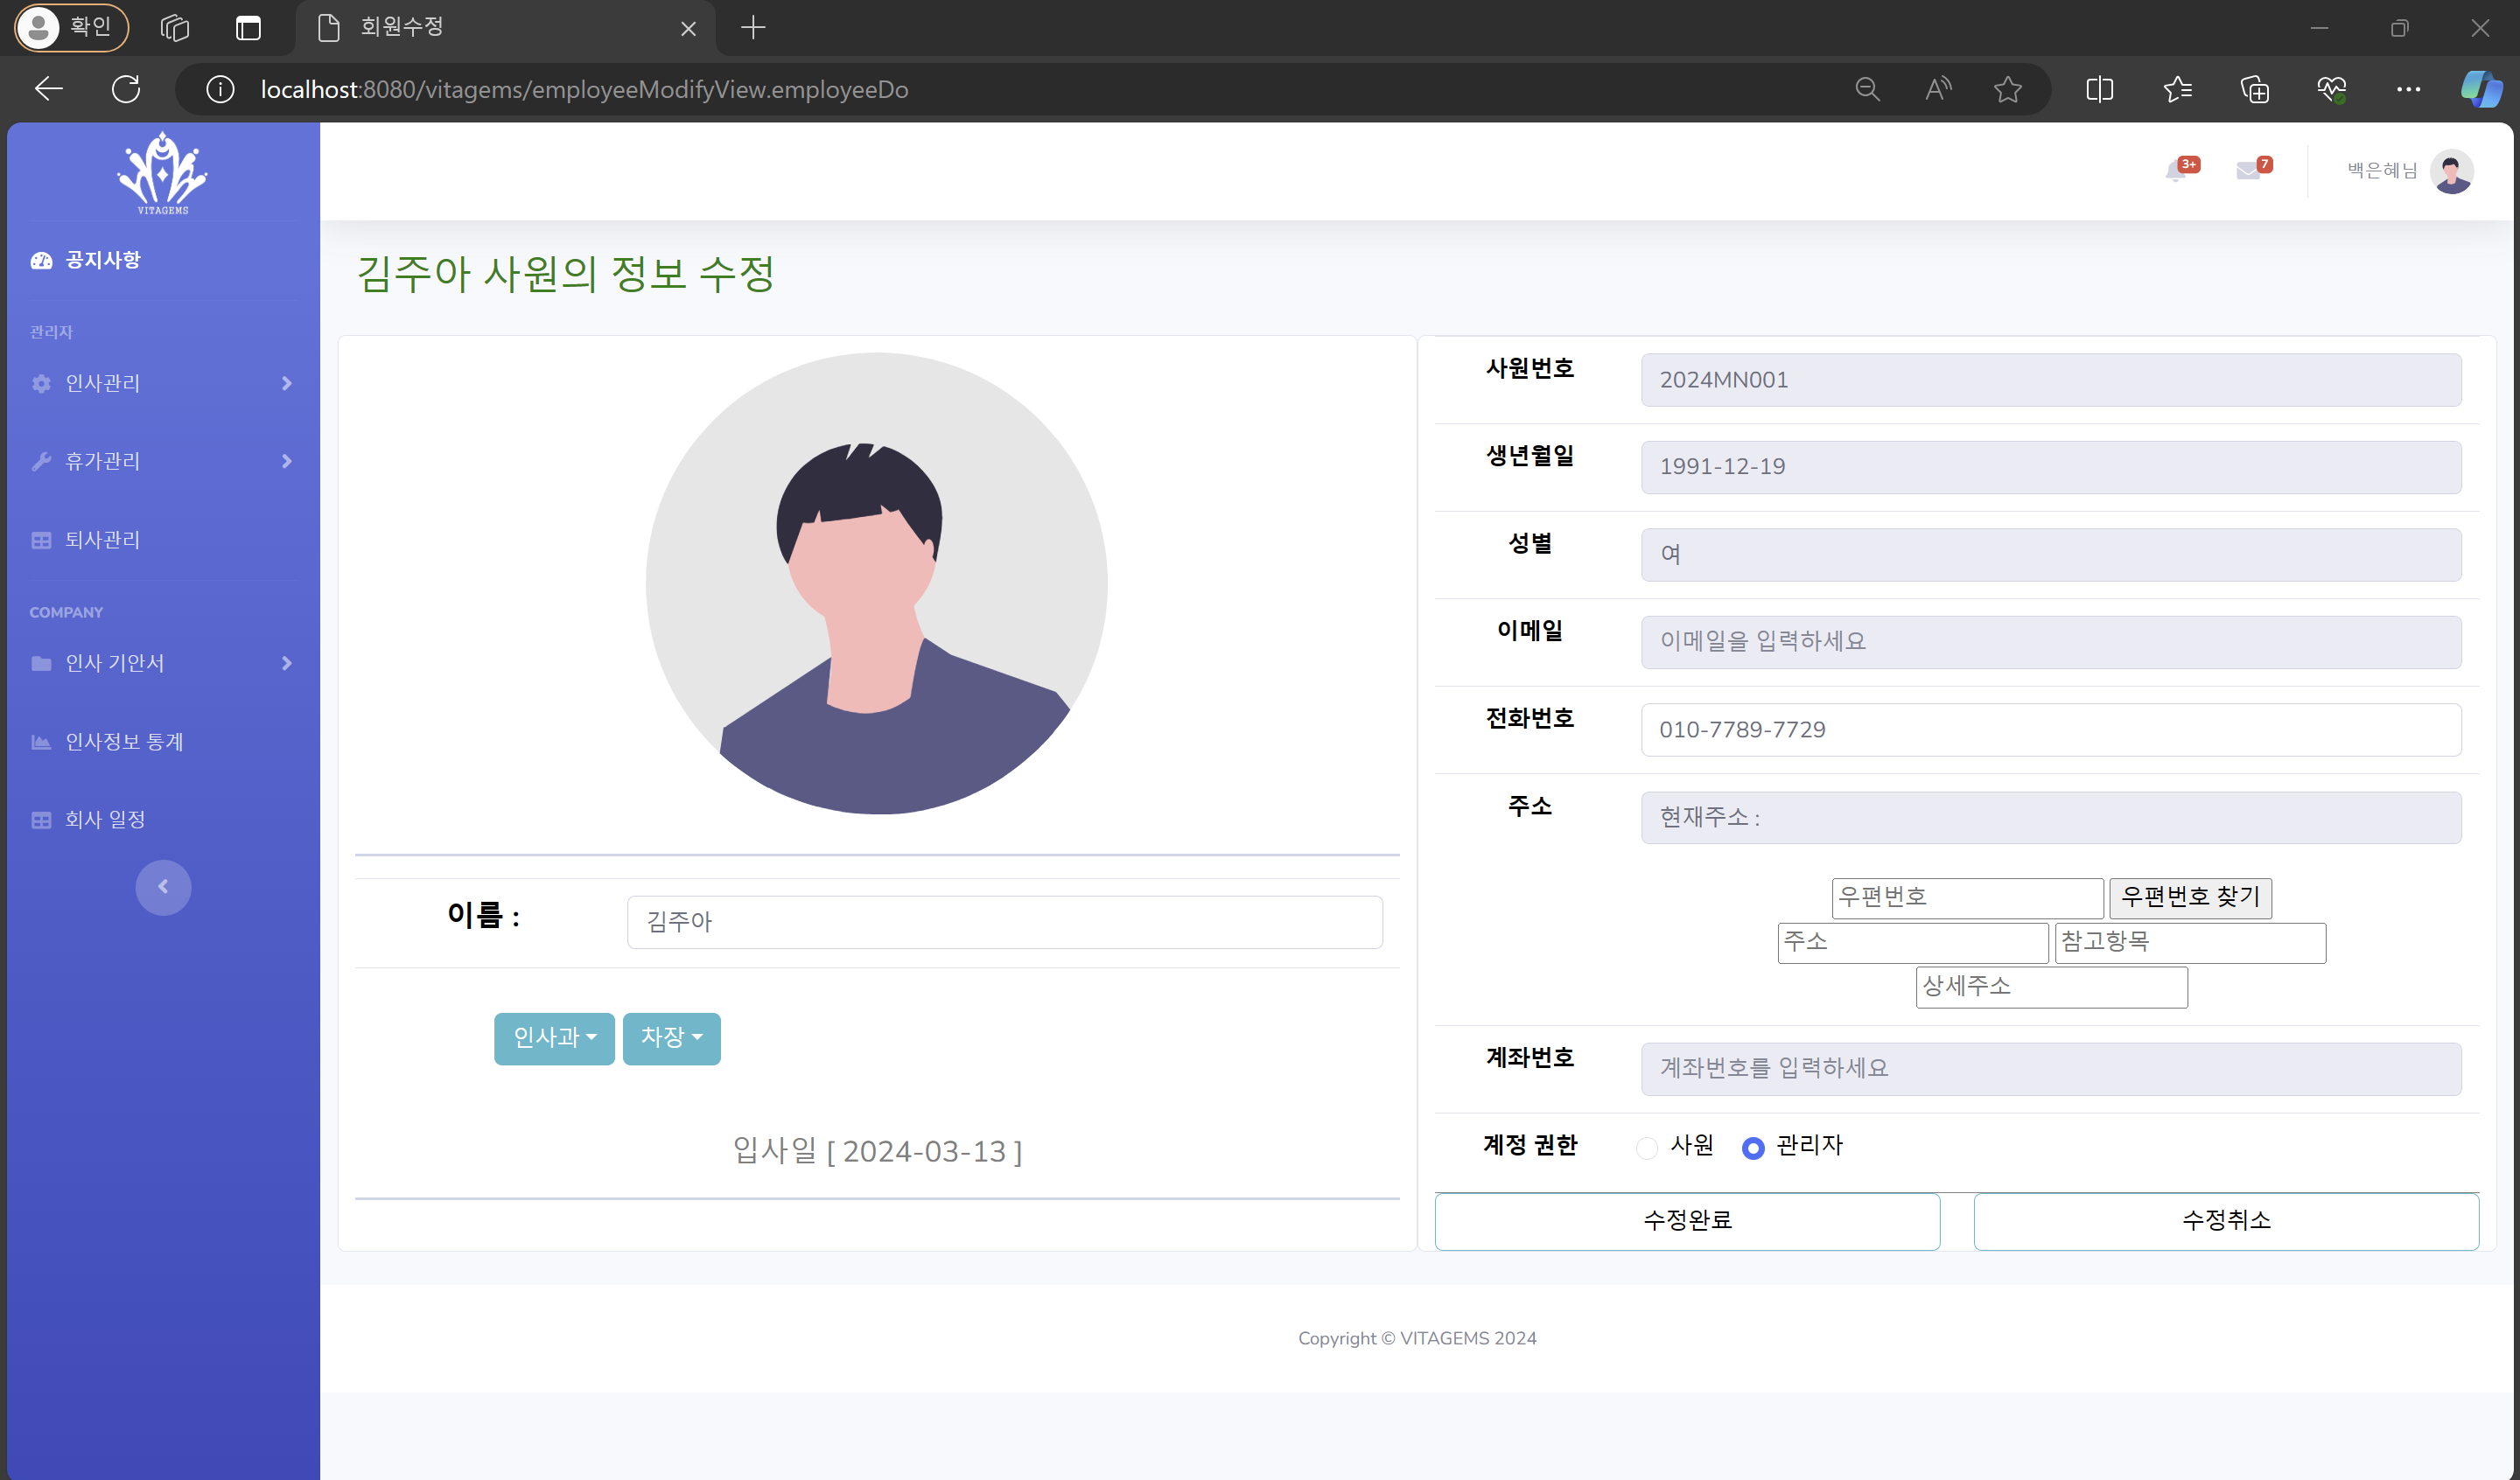 확인
회원수정
localhost:8080/vitagems/employeeModifyView.employeeDo
VITAGEMS
3+
7
백은혜님
공지사항
관리자
인사관리
휴가관리
퇴사관리
COMPANY
인사 기안서
인사정보 통계
회사 일정
김주아 사원의 정보 수정
이름 :
김주아
인사과
차장
입사일 [ 2024-03-13 ]
사원번호
2024MN001
생년월일
1991-12-19
성별
여
이메일
이메일을 입력하세요
전화번호
010-7789-7729
주소
현재주소 :
우편번호
우편번호 찾기
주소
참고항목
상세주소
계좌번호
계좌번호를 입력하세요
계정 권한
사원
관리자
수정완료
수정취소
Copyright © VITAGEMS 2024